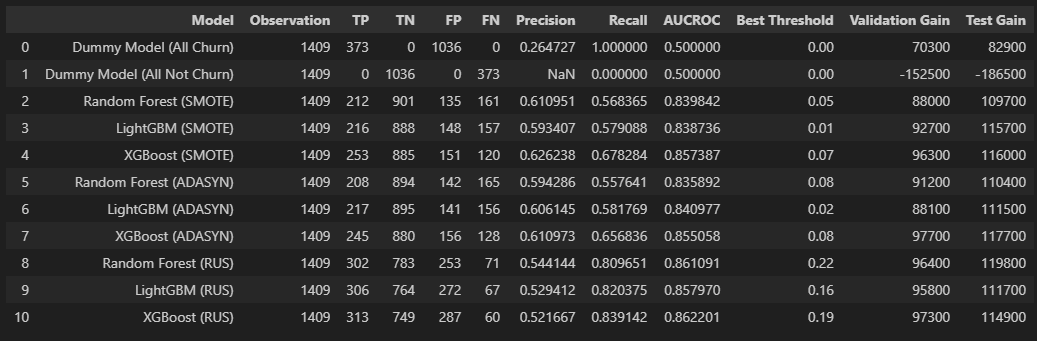 Model Observation TP TN FP FN Precision Recall AUCROC Best Threshold Validation Gain Test Gain
0 Dummy Model (All Churn) 1409 373 0 1036 0 0.264727 1.000000 0.500000 0.00 70300 82900
1 Dummy Model (All Not Churn) 1409 0 1036 0 373 NaN 0.000000 0.500000 0.00 -152500 -186500
2 Random Forest (SMOTE) 1409 212 901 135 161 0.610951 0.568365 0.839842 0.05 88000 109700
3 LightGBM (SMOTE) 1409 216 888 148 157 0.593407 0.579088 0.838736 0.01 92700 115700
4 XGBoost (SMOTE) 1409 253 885 151 120 0.626238 0.678284 0.857387 0.07 96300 116000
5 Random Forest (ADASYN) 1409 208 894 142 165 0.594286 0.557641 0.835892 0.08 91200 110400
6 LightGBM (ADASYN) 1409 217 895 141 156 0.606145 0.581769 0.840977 0.02 88100 111500
7 XGBoost (ADASYN) 1409 245 880 156 128 0.610973 0.656836 0.855058 0.08 97700 117700
8 Random Forest (RUS) 1409 302 783 253 71 0.544144 0.809651 0.861091 0.22 96400 119800
9 LightGBM (RUS) 1409 306 764 272 67 0.529412 0.820375 0.857970 0.16 95800 111700
10 XGBoost (RUS) 1409 313 749 287 60 0.521667 0.839142 0.862201 0.19 97300 114900